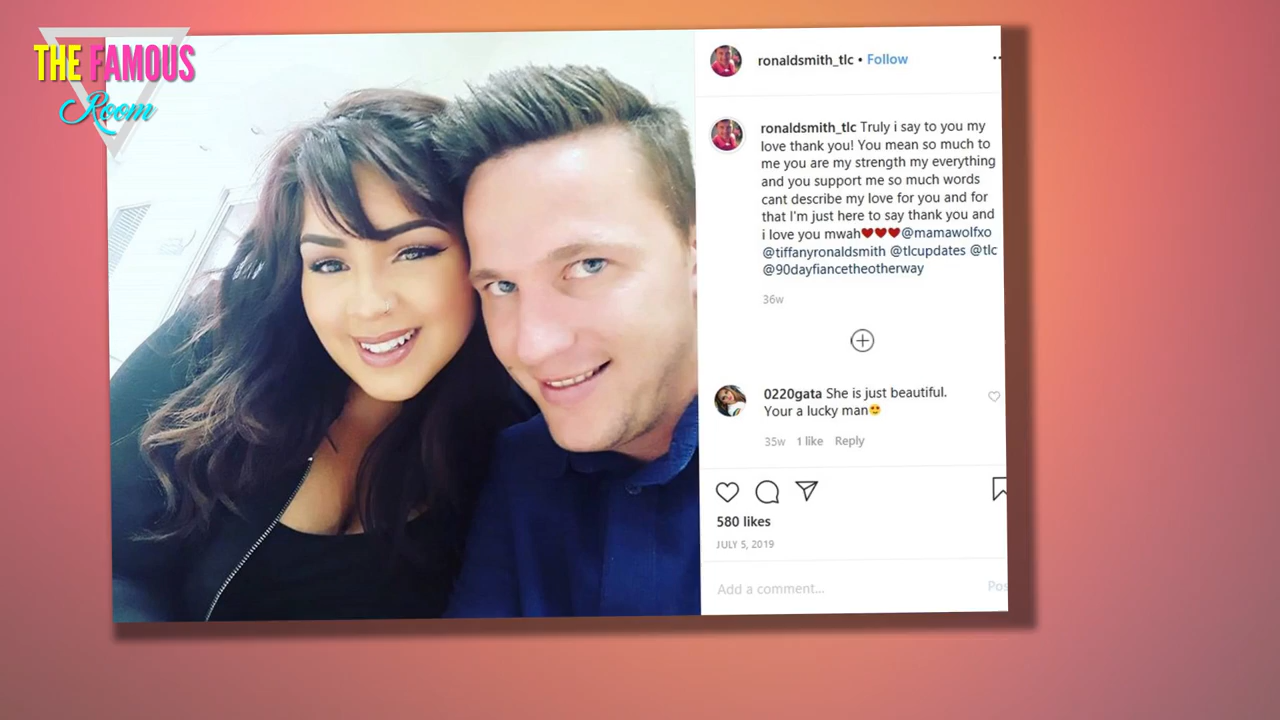 THE FAMOUS
Room
ronaldsmith_tlc • Follow
ronaldsmith_tlc Truly i say to you my
love thank you! You mean so much to
me you are my strength my everything
and you support me so much words
cant describe my love for you and for
that I'm just here to say thank you and
i love you mwah❤❤❤@mamawolfxo
@tiffanyronaldsmith @tlcupdates @tlc
@90dayfiancetheotherway
36w
0220gata She is just beautiful.
Your a lucky man😍
35w 1 like Reply
580 likes
JULY 5, 2019
Add a comment... Pos